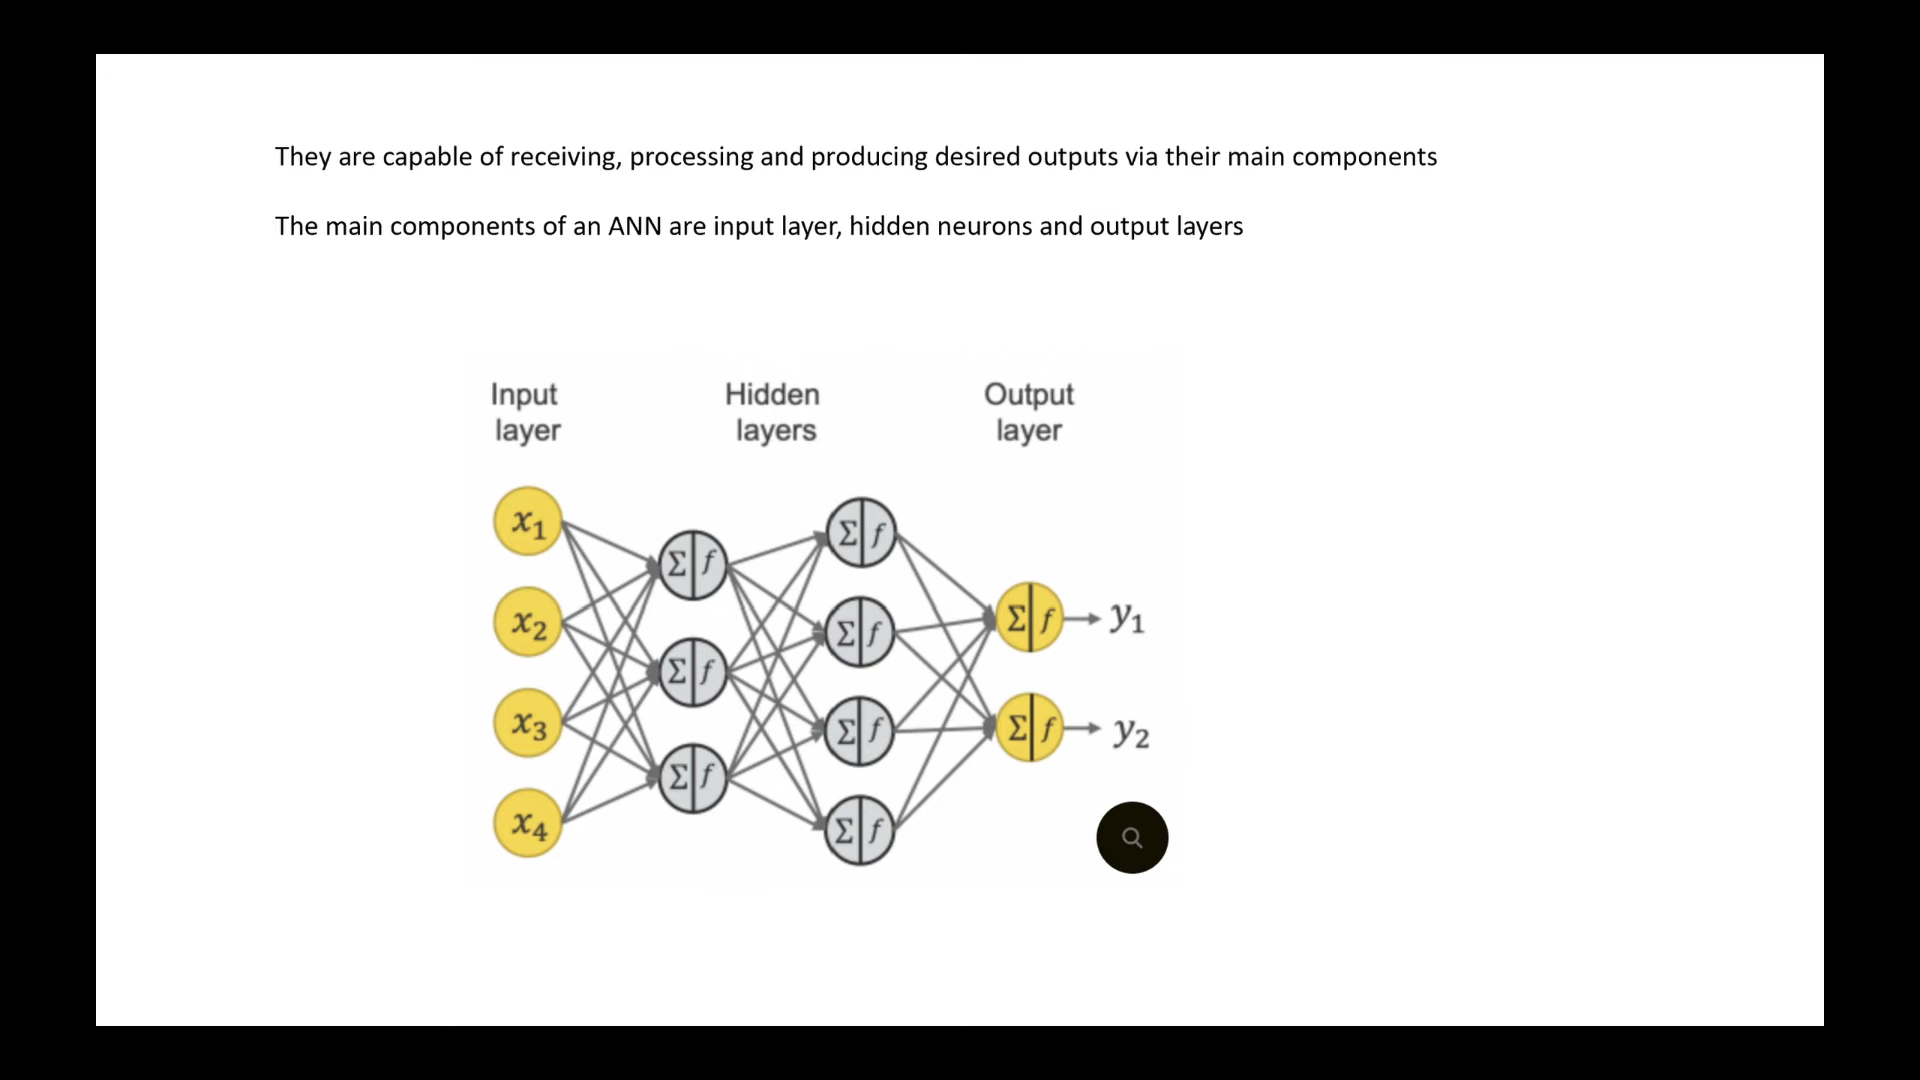 They are capable of receiving, processing and producing desired outputs via their main components
The main components of an ANN are input layer, hidden neurons and output layers
Input layer
Hidden layers
Output layer
x₁
x₂
x₃
x₄
Σ f
Σ f
Σ f
Σ f
Σ f
Σ f
Σ f
Σ f
Σ f
y₁
y₂